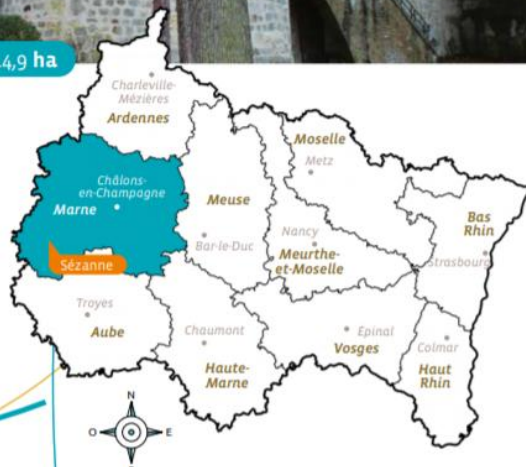 4,9 ha
Charleville-
Mézières
Ardennes
Moselle
Metz
Châlons-
en-Champagne
Marne
Meuse
Bas
Rhin
Nancy
Bar-le-Duc
Meurthe-
et-Moselle
Strasbourg
Sézanne
Troyes
Aube
Chaumont
Epinal
Vosges
Colmar
Haute-
Marne
Haut
Rhin
N
O
E